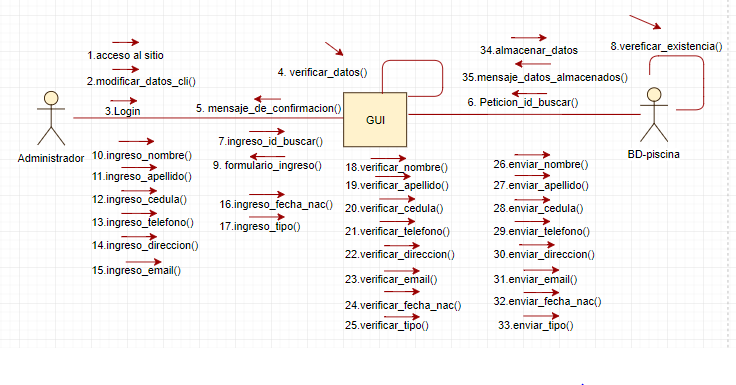 1.acceso al sitio
2.modificar_datos_cli()
3.Login
4. verificar_datos()
5. mensaje_de_confirmacion()
34.almacenar_datos
35.mensaje_datos_almacenados()
6. Peticion_id_buscar()
8.vereficar_existencia()
GUI
Administrador
BD-piscina
7.ingreso_id_buscar()
9. formulario_ingreso()
10.ingreso_nombre()
11.ingreso_apellido()
12.ingreso_cedula()
13.ingreso_telefono()
14.ingreso_direccion()
15.ingreso_email()
16.ingreso_fecha_nac()
17.ingreso_tipo()
18.verificar_nombre()
19.verificar_apellido()
20.verificar_cedula()
21.verificar_telefono()
22.verificar_direccion()
23.verificar_email()
24.verificar_fecha_nac()
25.verificar_tipo()
26.enviar_nombre()
27.enviar_apellido()
28.enviar_cedula()
29.enviar_telefono()
30.enviar_direccion()
31.enviar_email()
32.enviar_fecha_nac()
33.enviar_tipo()